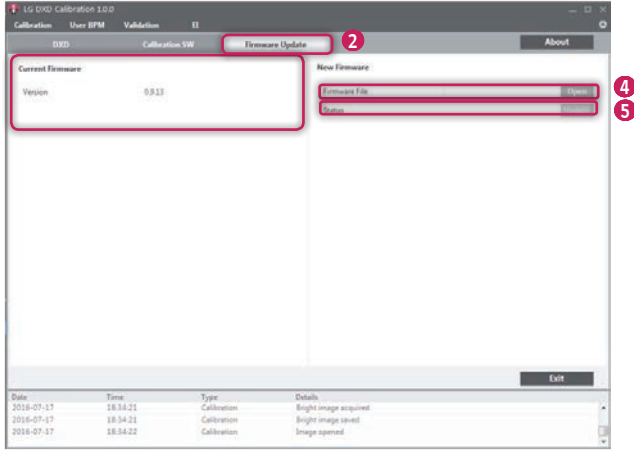 LG DXD Calibration 1.0.0
Calibration User BPM Validation EI
DXD Calibration SW Firmware Update 2 About
Current Firmware New Firmware
Version 0.9.13 Firmware File Open 4
Status 5
Exit
Date Time Type Details
2016-07-17 18:34:21 Calibration Bright image acquired
2016-07-17 18:34:21 Calibration Bright image saved
2016-07-17 18:34:22 Calibration Image opened